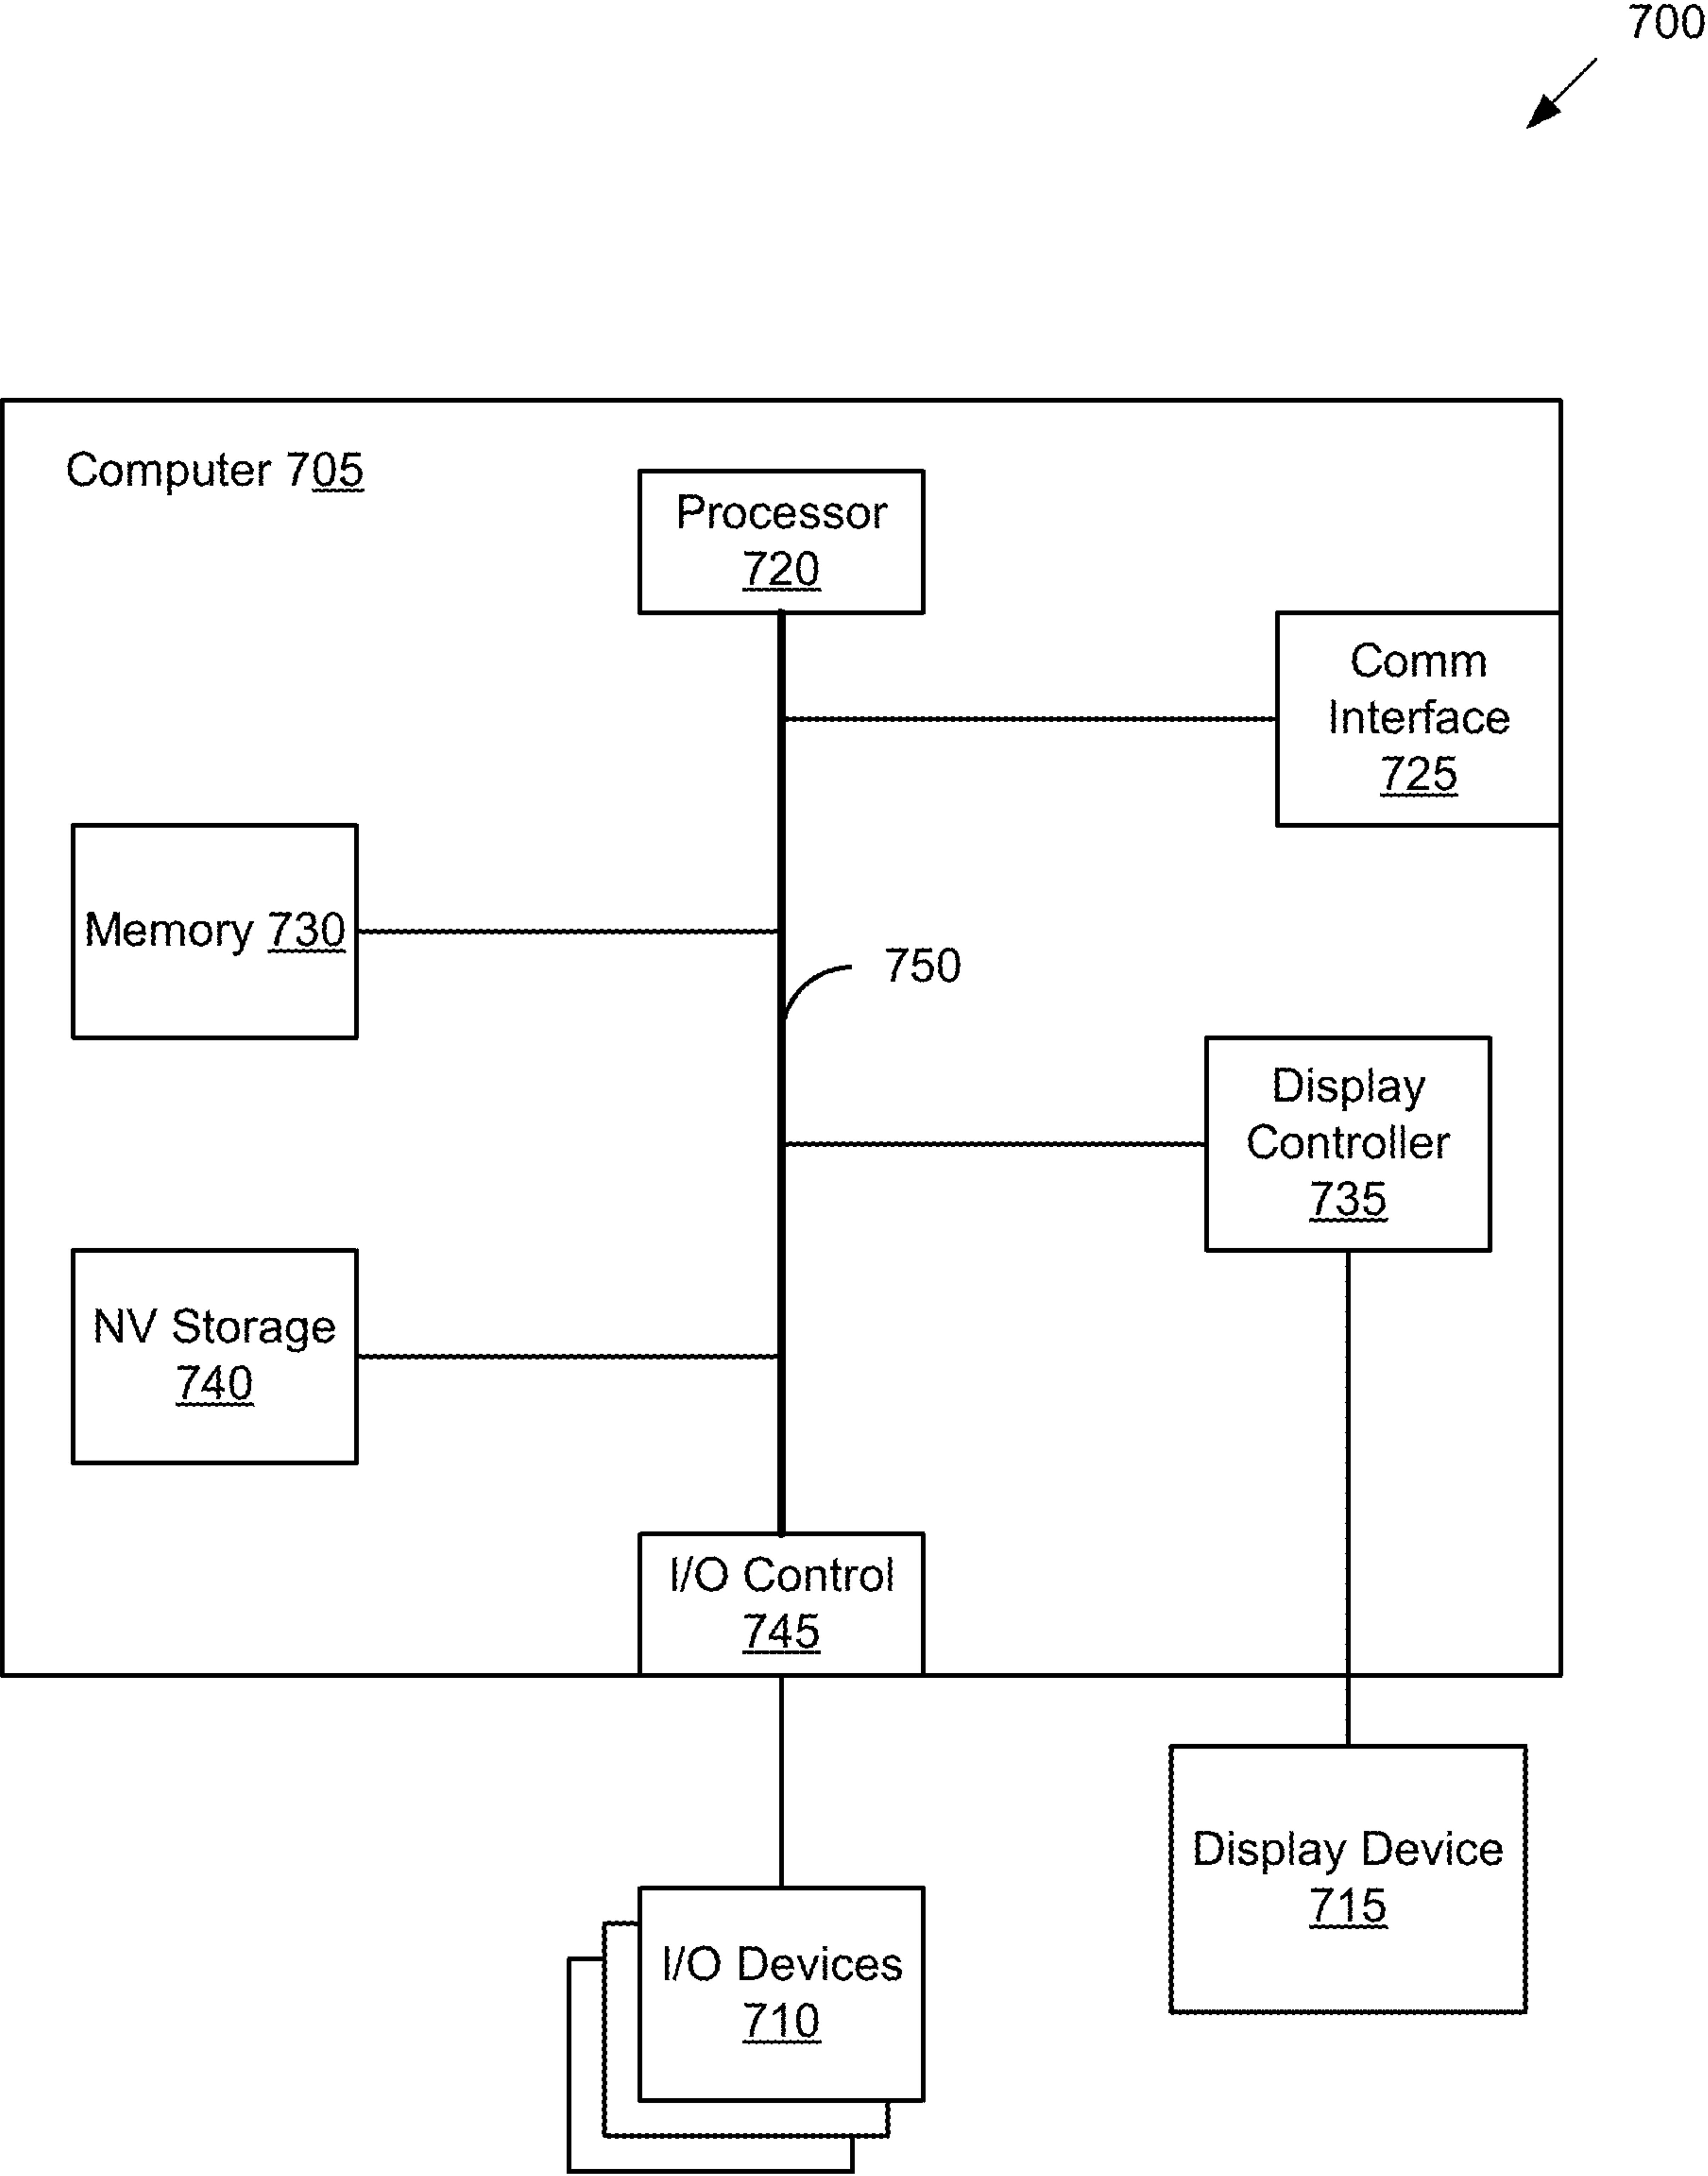 700
Computer 705
Processor
720
Comm
Interface
725
Memory 730
750
Display
Controller
735
NV Storage
740
I/O Control
745
Display Device
715
I/O Devices
710